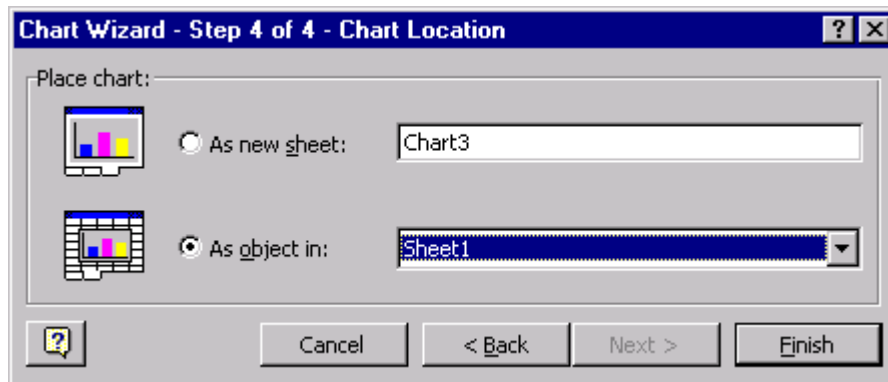 Chart Wizard - Step 4 of 4 - Chart Location
Place chart:
As new sheet: Chart3
As object in: Sheet1
Cancel < Back Next > Finish